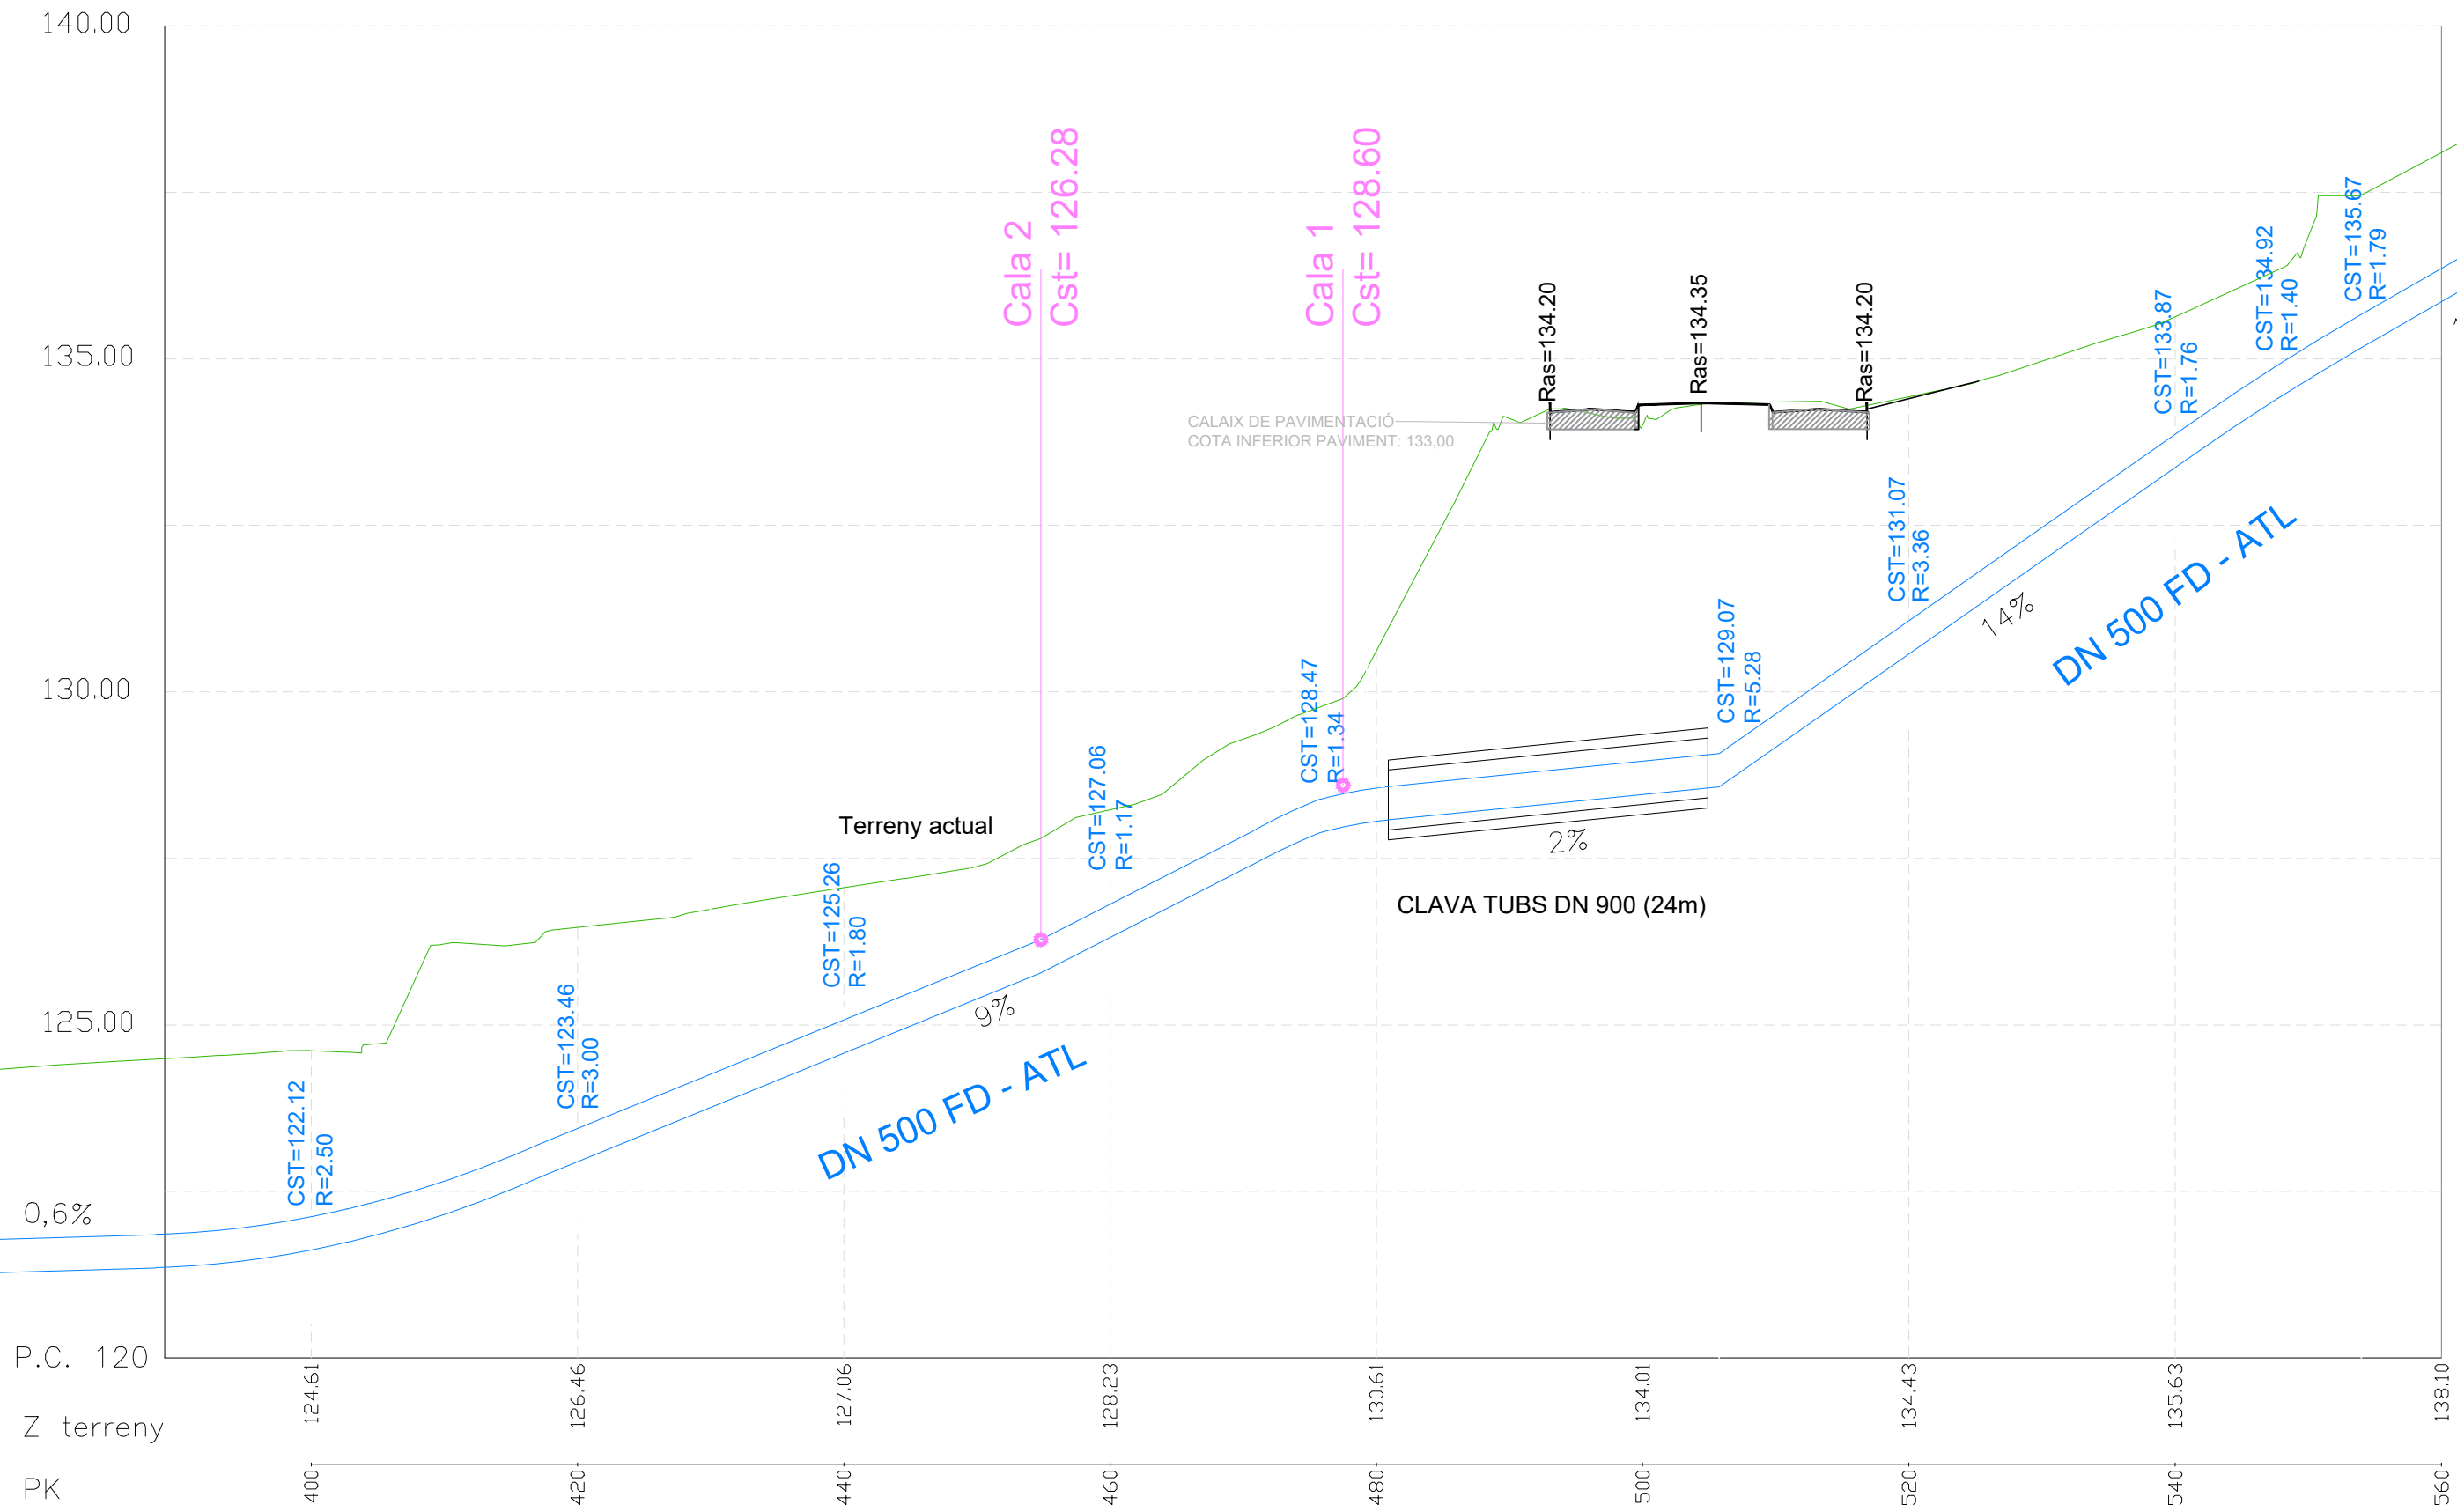 140.00
135.00
130.00
125.00
0,6%
P.C. 120
Z terreny
PK
Cala 2
Cst= 126.28
Cala 1
Cst= 128.60
Ras=134.20
Ras=134.35
Ras=134.20
CALAIX DE PAVIMENTACIÓ
COTA INFERIOR PAVIMENT: 133,00
Terreny actual
CST=122.12
R=2.50
CST=123.46
R=3.00
CST=125.26
R=1.80
CST=127.06
R=1.17
CST=128.47
R=1.34
CST=129.07
R=5.28
CST=131.07
R=3.36
CST=133.87
R=1.76
CST=134.92
R=1.40
CST=135.67
R=1.79
9%
DN 500 FD - ATL
2%
CLAVA TUBS DN 900 (24m)
14%
DN 500 FD - ATL
124.61
126.46
127.06
128.23
130.61
134.01
134.43
135.63
138.10
400
420
440
460
480
500
520
540
560